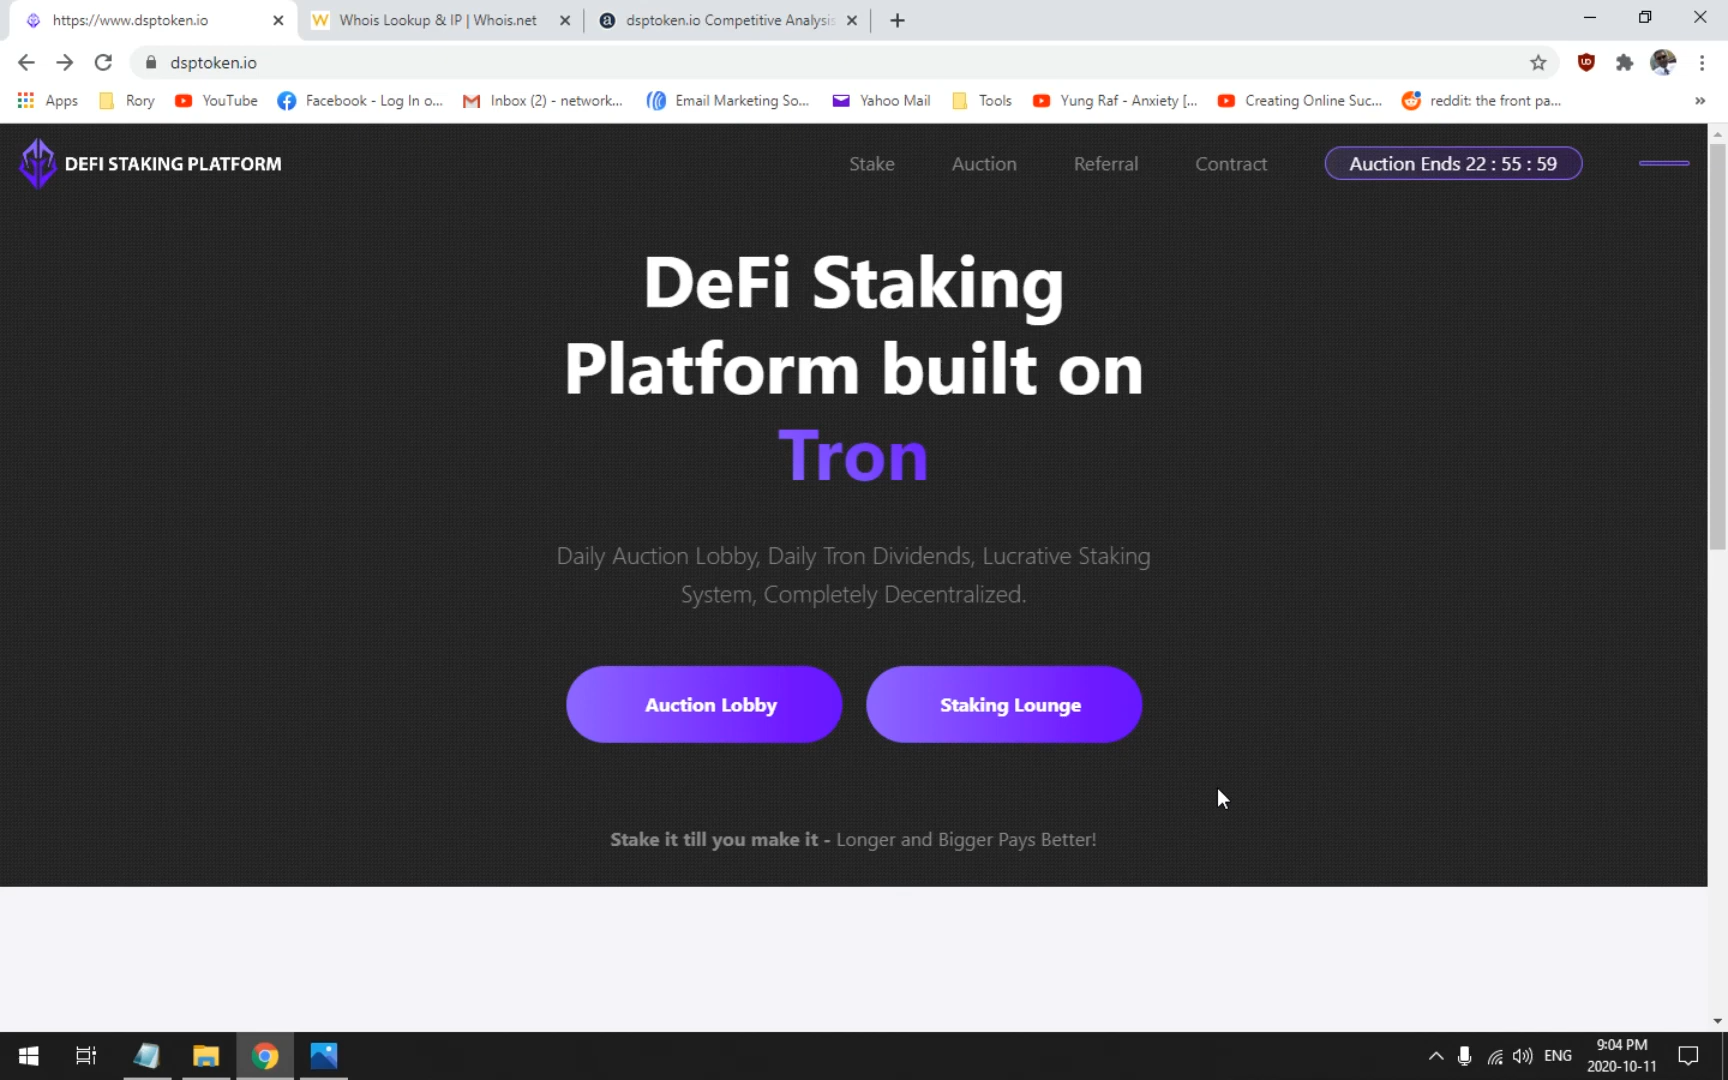 https://www.dsptoken.io
Whois Lookup & IP | Whois.net
dsptoken.io Competitive Analysis
dsptoken.io
Apps
Rory
YouTube
Facebook - Log In o...
Inbox (2) - network...
Email Marketing So...
Yahoo Mail
Tools
Yung Raf - Anxiety [...
Creating Online Suc...
reddit: the front pa...
»
DEFI STAKING PLATFORM
Stake
Auction
Referral
Contract
Auction Ends 22 : 55 : 59
DeFi Staking
Platform built on
Tron
Daily Auction Lobby, Daily Tron Dividends, Lucrative Staking
System, Completely Decentralized.
Auction Lobby
Staking Lounge
Stake it till you make it - Longer and Bigger Pays Better!
ENG
9:04 PM
2020-10-11